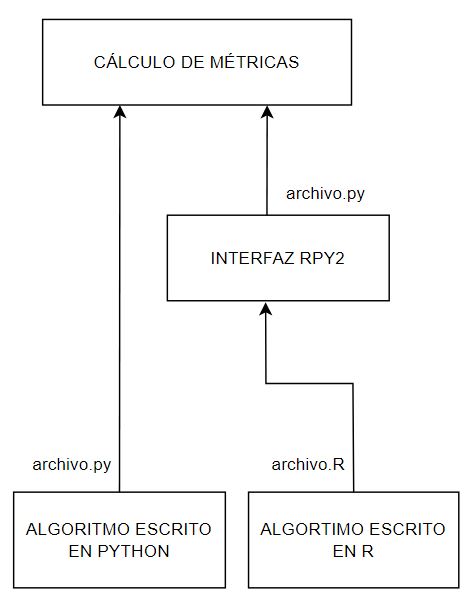 CÁLCULO DE MÉTRICAS
archivo.py
INTERFAZ RPY2
archivo.py
archivo.R
ALGORITMO ESCRITO
EN PYTHON
ALGORTIMO ESCRITO
EN R